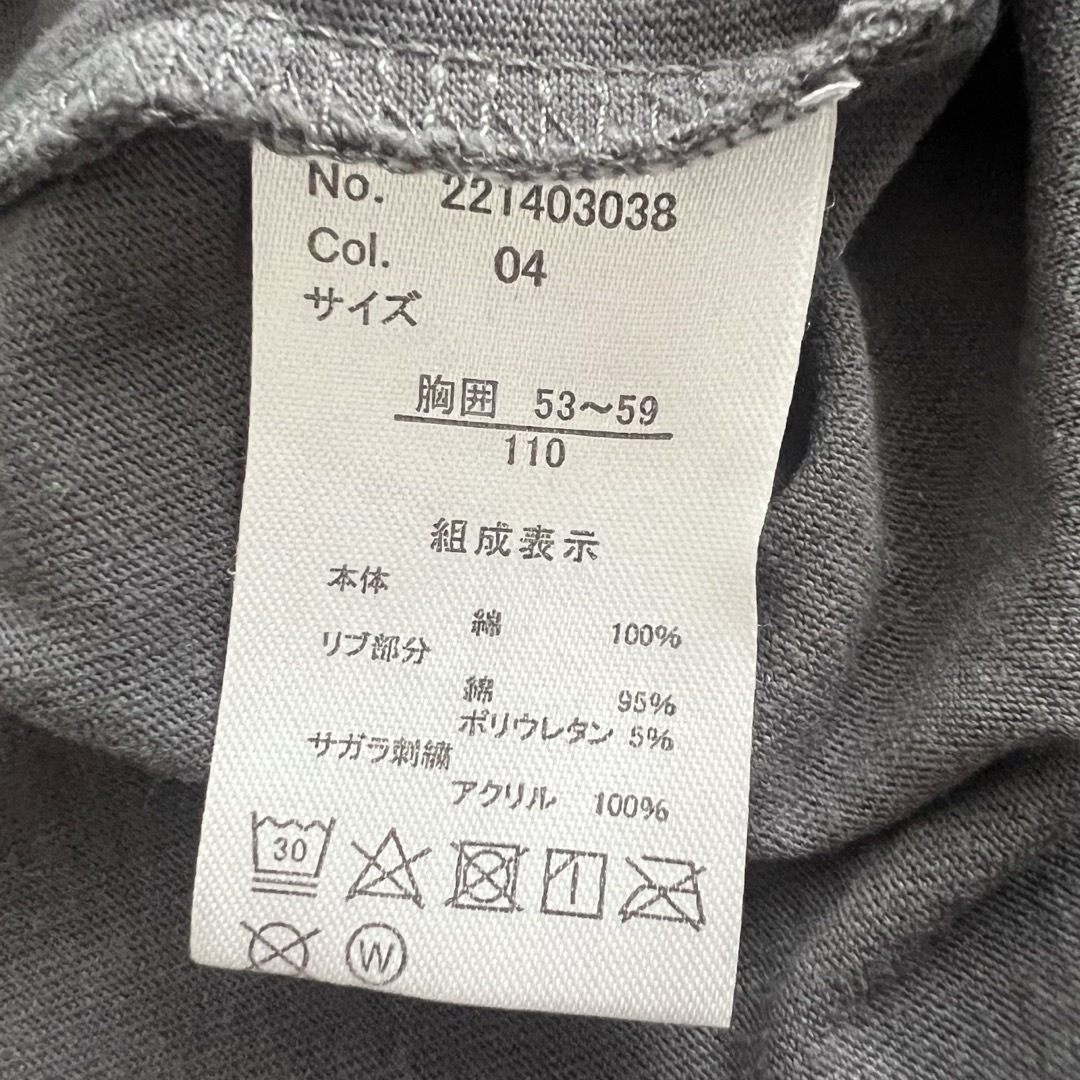 No. 221403038
Col. 04
サイズ
胸囲 53～59
110
組成表示
本体
綿 100%
リブ部分
綿 95%
ポリウレタン 5%
サガラ刺繍
アクリル 100%
30
W